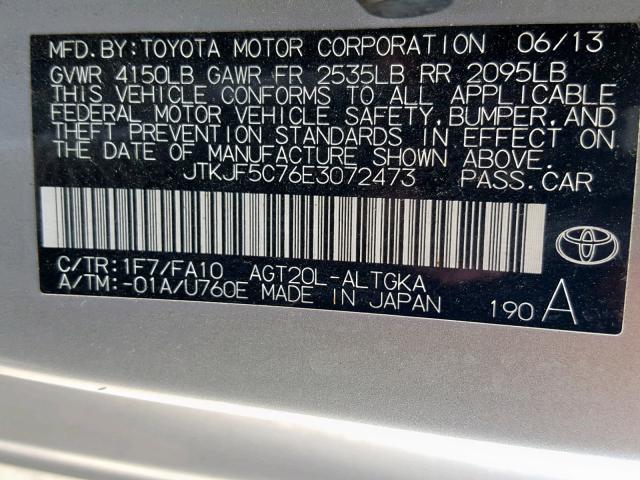 MFD.BY:TOYOTA MOTOR CORPORATION 06/13
GVWR 4150LB GAWR FR 2535LB RR 2095LB
THIS VEHICLE CONFORMS TO ALL APPLICABLE
FEDERAL MOTOR VEHICLE SAFETY,BUMPER,AND
THEFT PREVENTION STANDARDS IN EFFECT ON
THE DATE OF MANUFACTURE SHOWN ABOVE.
JTKJF5C76E3072473 PASS.CAR
C/TR:1F7/FA10 AGT20L-ALTGKA
A/TM:-01A/U760E MADE IN JAPAN
190 A